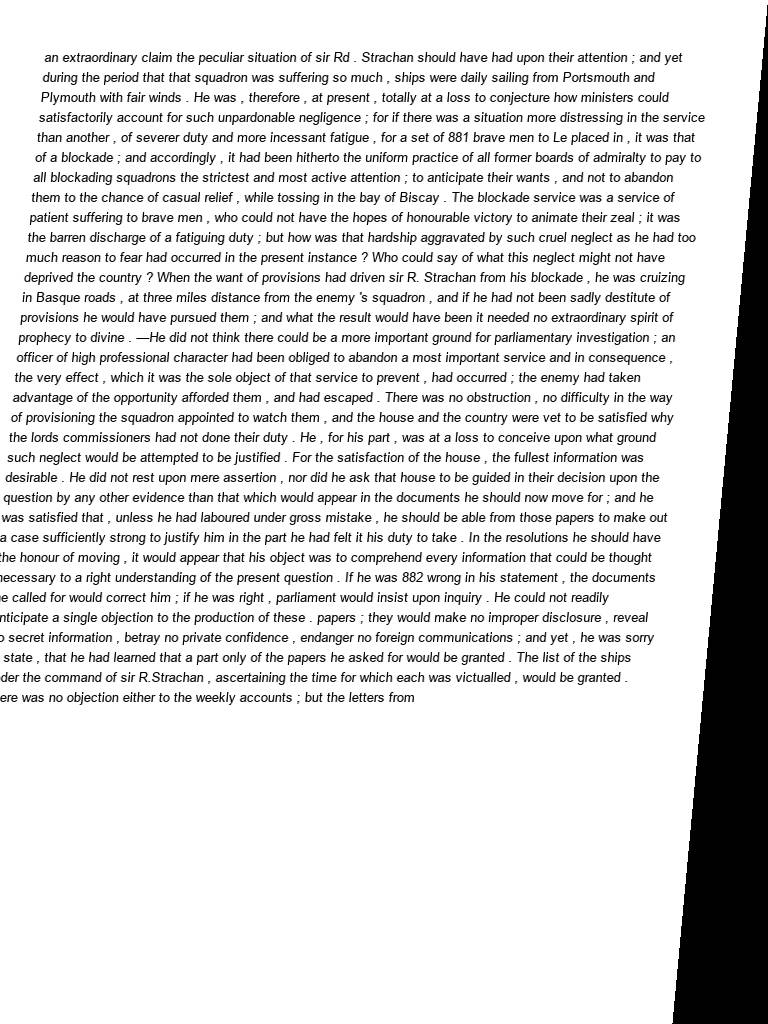 an extraordinary claim the peculiar situation of sir Rd . Strachan should have had upon their attention ; and yet
during the period that that squadron was suffering so much , ships were daily sailing from Portsmouth and
Plymouth with fair winds . He was , therefore , at present , totally at a loss to conjecture how ministers could
satisfactorily account for such unpardonable negligence ; for if there was a situation more distressing in the service
than another , of severer duty and more incessant fatigue , for a set of 881 brave men to Le placed in , it was that
of a blockade ; and accordingly , it had been hitherto the uniform practice of all former boards of admiralty to pay to
all blockading squadrons the strictest and most active attention ; to anticipate their wants , and not to abandon
them to the chance of casual relief , while tossing in the bay of Biscay . The blockade service was a service of
patient suffering to brave men , who could not have the hopes of honourable victory to animate their zeal ; it was
the barren discharge of a fatiguing duty ; but how was that hardship aggravated by such cruel neglect as he had too
much reason to fear had occurred in the present instance ? Who could say of what this neglect might not have
deprived the country ? When the want of provisions had driven sir R. Strachan from his blockade , he was cruizing
in Basque roads , at three miles distance from the enemy 's squadron , and if he had not been sadly destitute of
provisions he would have pursued them ; and what the result would have been it needed no extraordinary spirit of
prophecy to divine . —He did not think there could be a more important ground for parliamentary investigation ; an
officer of high professional character had been obliged to abandon a most important service and in consequence ,
the very effect , which it was the sole object of that service to prevent , had occurred ; the enemy had taken
advantage of the opportunity afforded them , and had escaped . There was no obstruction , no difficulty in the way
of provisioning the squadron appointed to watch them , and the house and the country were vet to be satisfied why
the lords commissioners had not done their duty . He , for his part , was at a loss to conceive upon what ground
such neglect would be attempted to be justified . For the satisfaction of the house , the fullest information was
desirable . He did not rest upon mere assertion , nor did he ask that house to be guided in their decision upon the
question by any other evidence than that which would appear in the documents he should now move for ; and he
was satisfied that , unless he had laboured under gross mistake , he should be able from those papers to make out
a case sufficiently strong to justify him in the part he had felt it his duty to take . In the resolutions he should have
the honour of moving , it would appear that his object was to comprehend every information that could be thought
necessary to a right understanding of the present question . If he was 882 wrong in his statement , the documents
he called for would correct him ; if he was right , parliament would insist upon inquiry . He could not readily
nticipate a single objection to the production of these . papers ; they would make no improper disclosure , reveal
o secret information , betray no private confidence , endanger no foreign communications ; and yet , he was sorry
state , that he had learned that a part only of the papers he asked for would be granted . The list of the ships
der the command of sir R.Strachan , ascertaining the time for which each was victualled , would be granted .
ere was no objection either to the weekly accounts ; but the letters from